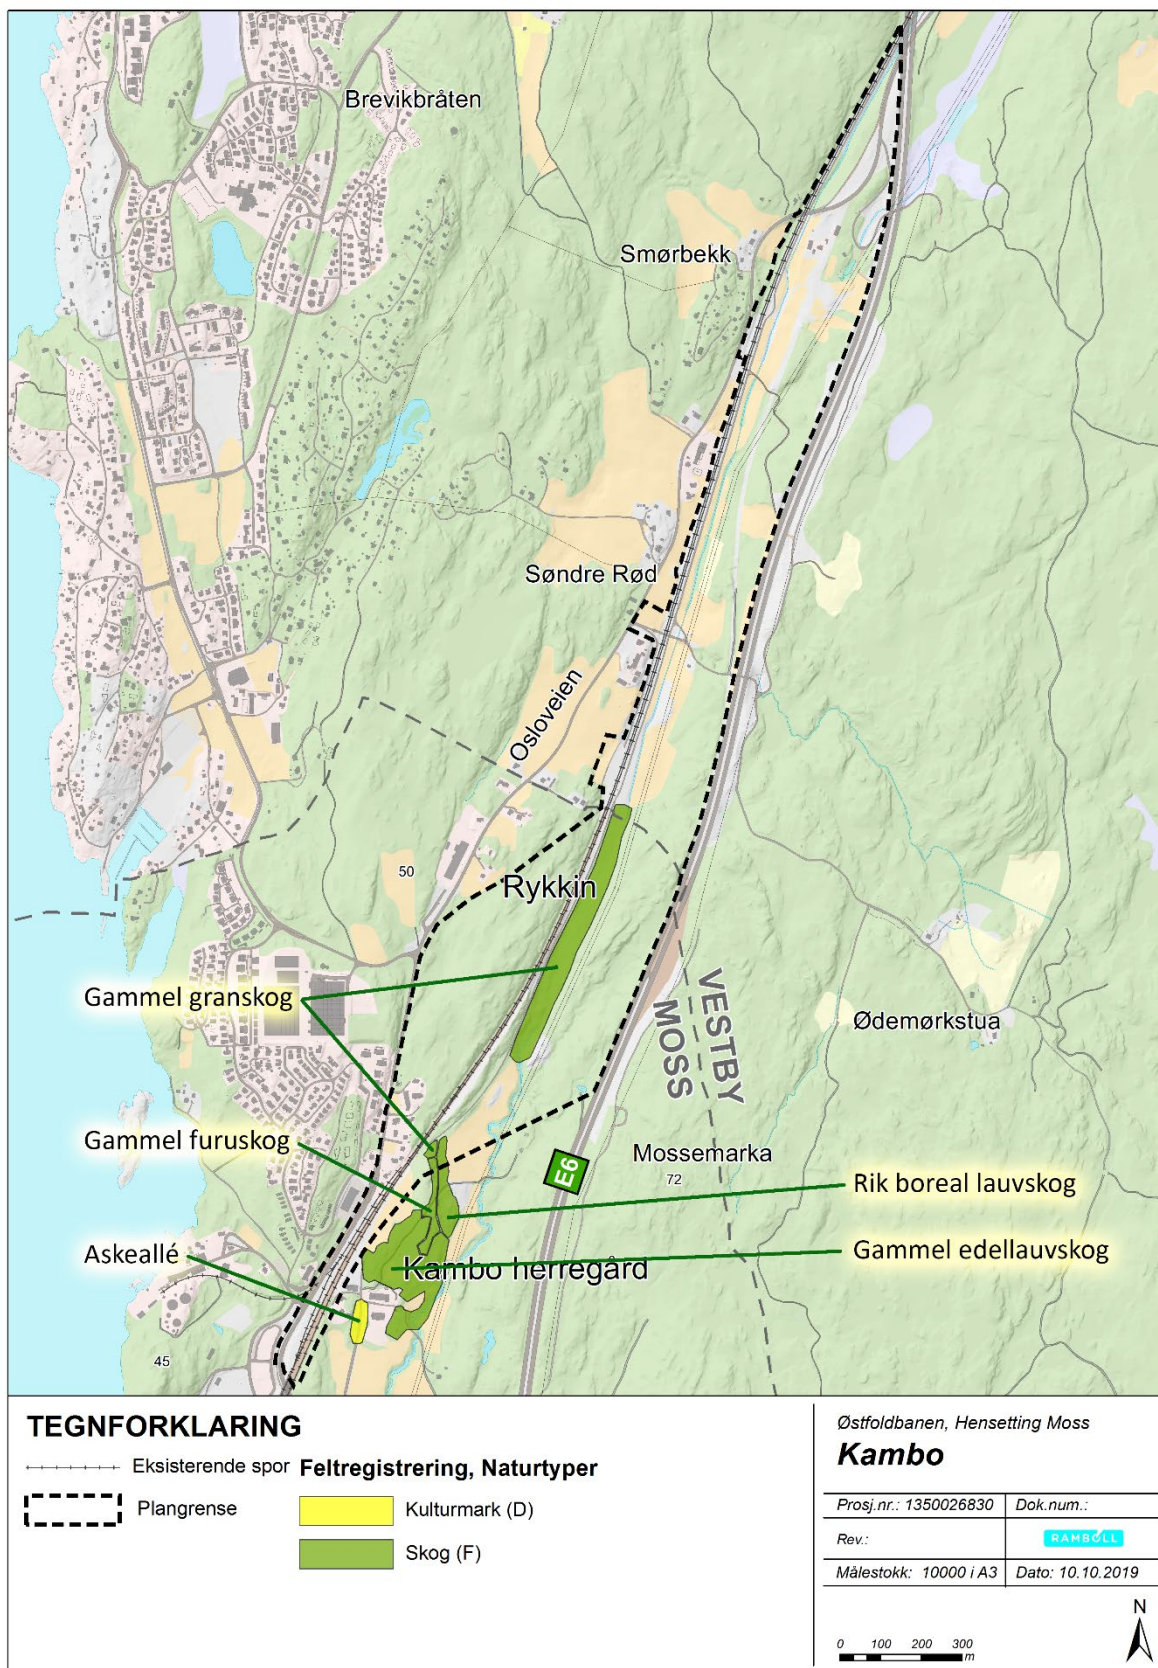 Brevikbråten
Smørbekk
Søndre Rød
Osloveien
50
Rykkin
Gammel granskog
VESTBY
MOSS
Ødemørkstua
Gammel furuskog
E6
Mossemarka
72
Rik boreal lauvskog
Askeallé
Gammel edellauvskog
Kambo herregård
45
TEGNFORKLARING
Eksisterende spor
Plangrense
Feltregistrering, Naturtyper
Kulturmark (D)
Skog (F)
Østfoldbanen, Hensetting Moss
Kambo
Prosj.nr.: 1350026830
Dok.num.:
Rev.:
RAMBØLL
Målestokk: 10000 i A3
Dato: 10.10.2019
N
0 100 200 300
m